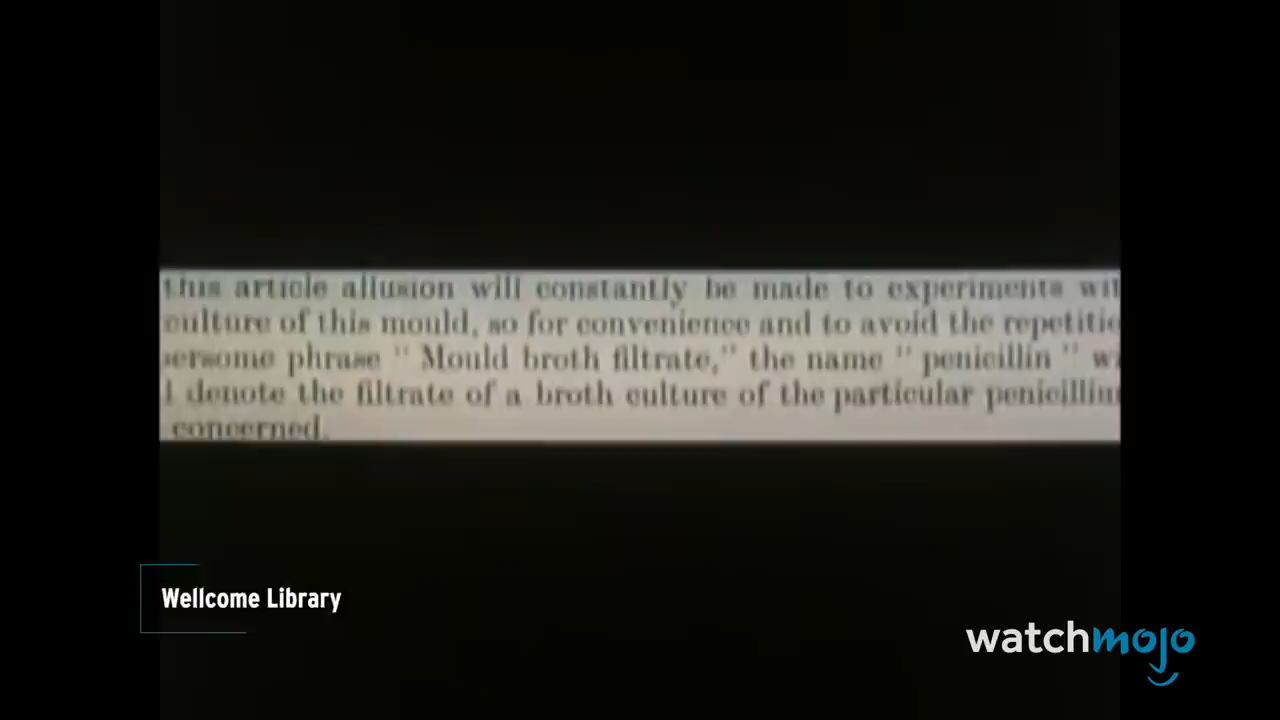 this article allusion will constantly be made to experiments wit
culture of this mould, so for convenience and to avoid the repetitio
ersome phrase " Mould broth filtrate," the name " penicillin " w
l denote the filtrate of a broth culture of the particular penicilliu
concerned.
Wellcome Library
watchmojo